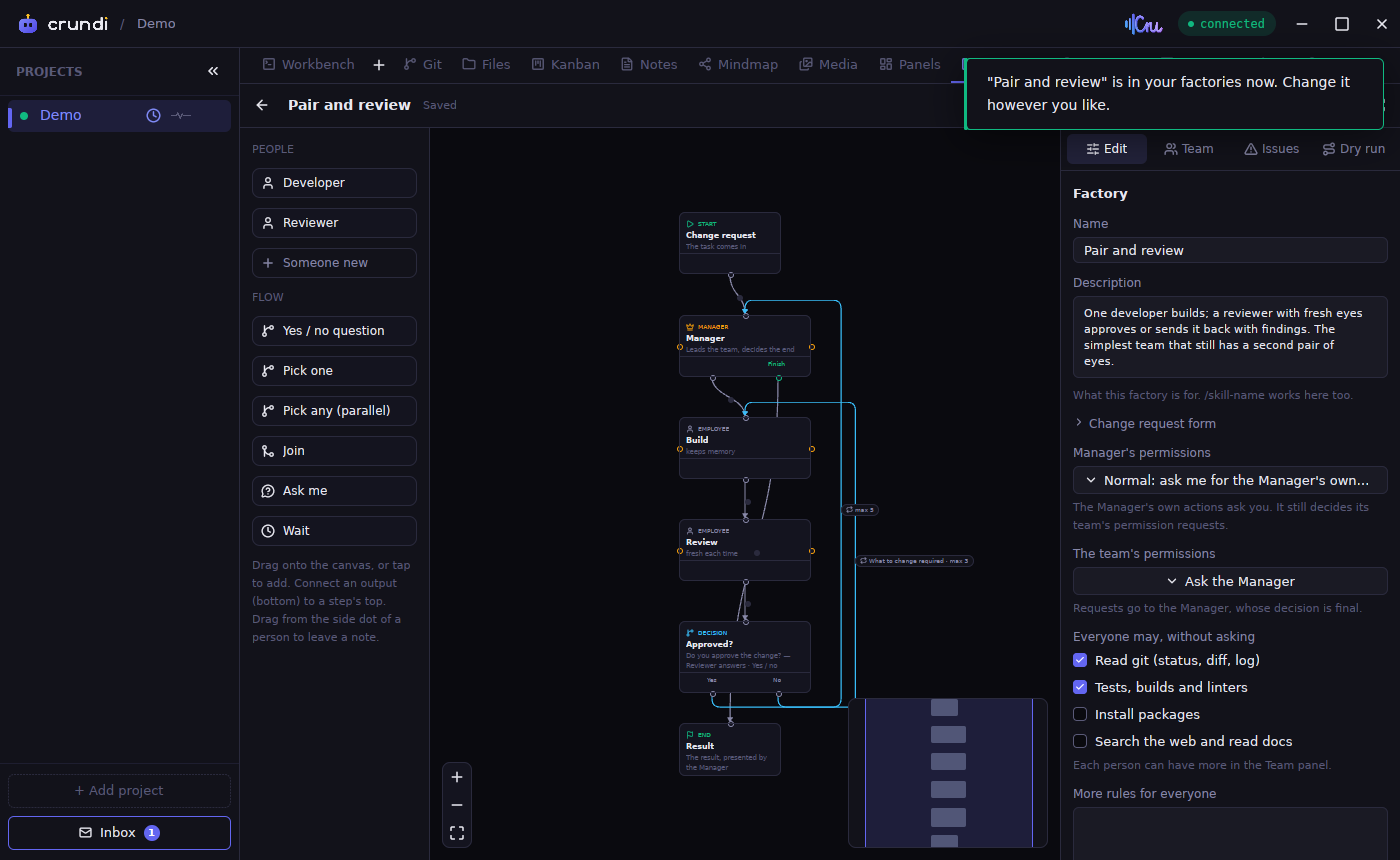 crundi / Demo
Cru
connected
PROJECTS
Workbench
Git
Files
Kanban
Notes
Mindmap
Media
Panels
"Pair and review" is in your factories now. Change it
however you like.
Demo
Pair and review Saved
PEOPLE
Developer
Reviewer
Someone new
FLOW
Yes / no question
Pick one
Pick any (parallel)
Join
Ask me
Wait
Drag onto the canvas, or tap
to add. Connect an output
(bottom) to a step's top.
Drag from the side dot of a
person to leave a note.
START
Change request
The task comes in
MANAGER
Manager
Leads the team, decides the end
Finish
EMPLOYEE
Build
keeps memory
EMPLOYEE
Review
fresh each time
max 5
What to change required · max 3
DECISION
Approved?
Do you approve the change? —
Reviewer answers · Yes / no
Yes
No
END
Result
The result, presented by
the Manager
Edit
Team
Issues
Dry run
Factory
Name
Pair and review
Description
One developer builds; a reviewer with fresh eyes
approves or sends it back with findings. The
simplest team that still has a second pair of
eyes.
What this factory is for. /skill-name works here too.
Change request form
Manager's permissions
Normal: ask me for the Manager's own...
The Manager's own actions ask you. It still decides its
team's permission requests.
The team's permissions
Ask the Manager
Requests go to the Manager, whose decision is final.
Everyone may, without asking
Read git (status, diff, log)
Tests, builds and linters
Install packages
Search the web and read docs
Each person can have more in the Team panel.
More rules for everyone
+ Add project
Inbox 1